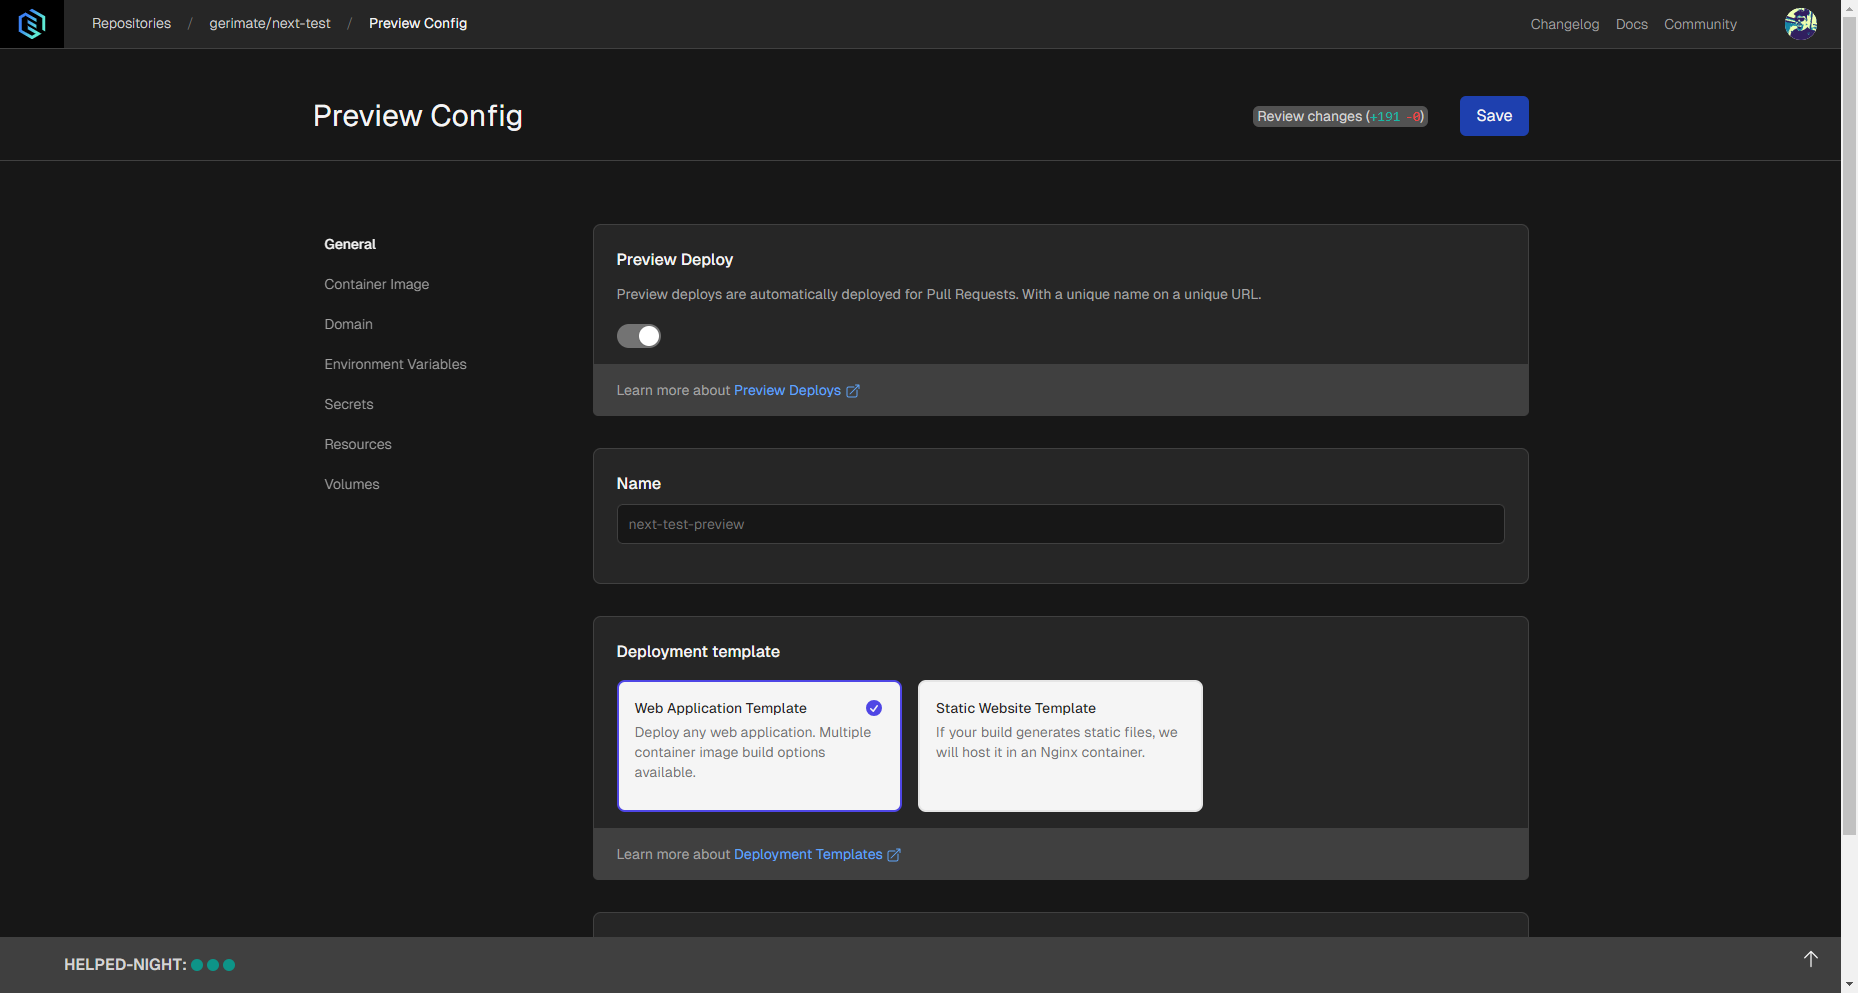 Repositories / gerimate/next-test / Preview Config
Changelog Docs Community
Preview Config
Review changes (+191 -0)
Save
General
Container Image
Domain
Environment Variables
Secrets
Resources
Volumes
Preview Deploy
Preview deploys are automatically deployed for Pull Requests. With a unique name on a unique URL.
Learn more about Preview Deploys
Name
next-test-preview
Deployment template
Web Application Template
Deploy any web application. Multiple
container image build options
available.
Static Website Template
If your build generates static files, we
will host it in an Nginx container.
Learn more about Deployment Templates
HELPED-NIGHT: